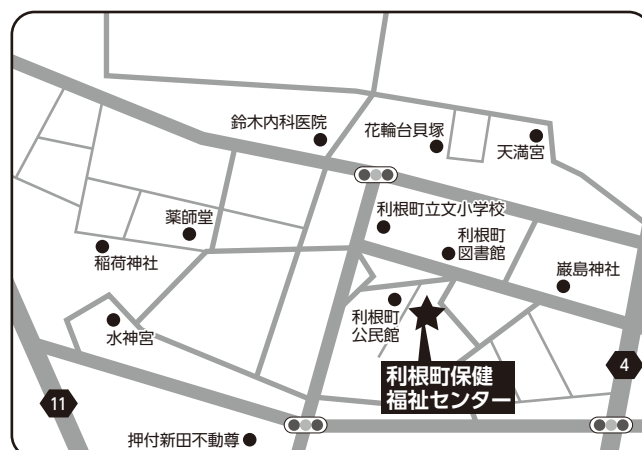 鈴木内科医院
花輪台貝塚
天満宮
利根町立文小学校
薬師堂
利根町
図書館
稲荷神社
厳島神社
利根町
公民館
水神宮
利根町保健
福祉センター
4
11
押付新田不動尊